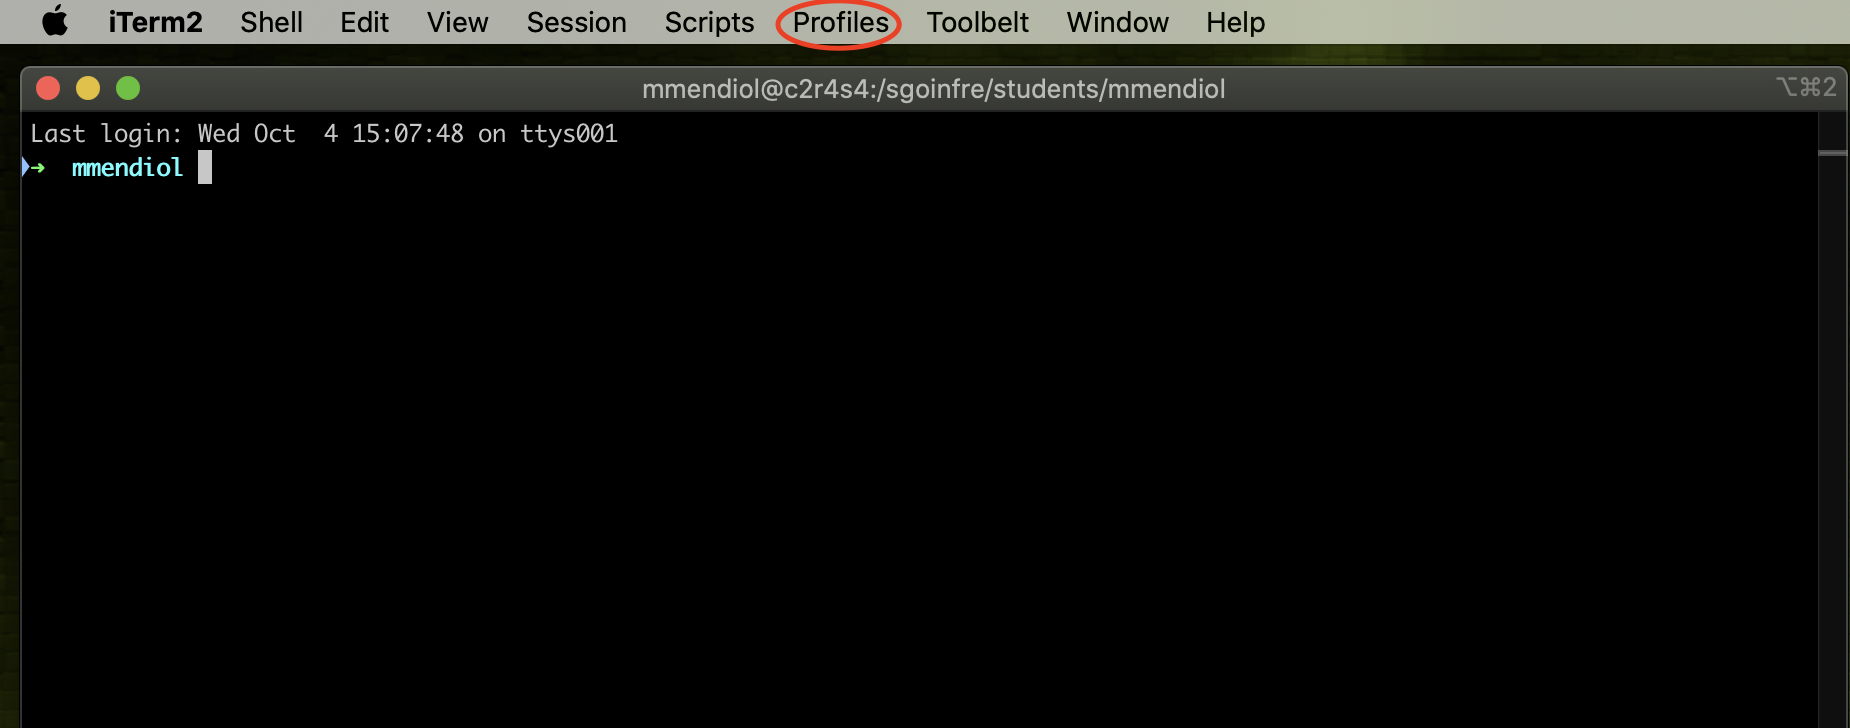 iTerm2 Shell Edit View Session Scripts Profiles Toolbelt Window Help
mmendiol@c2r4s4:/sgoinfre/students/mmendiol ⌥⌘2
Last login: Wed Oct  4 15:07:48 on ttys001
➜  mmendiol